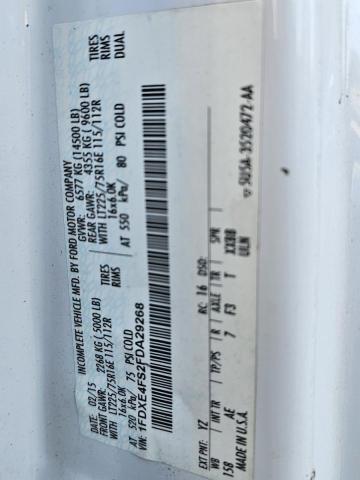 INCOMPLETE VEHICLE MFD. BY FORD MOTOR COMPANY
02/15 GVWR: 6577 KG (14500 LB)
FRONT GAWR: 2268 KG (5000 LB) REAR GAWR: 4355 KG (9600 LB)
WITH LT225/75R16E 115/112R TIRES WITH LT225/75R16E 115/112R TIRES
16x6.0K RIMS 16x6.0K RIMS
AT 520 kPa/ 75 PSI COLD AT 550 kPa/ 80 PSI COLD DUAL
1FDXE4FS2FDA29268
EXT PNT: YZ RC: 16 DSO:
WB INT TR TP/PS R AXLE TR SPR
158 AE 7 F3 T XXBB
MADE IN U.S.A. ULN
5U5A-3520472-AA